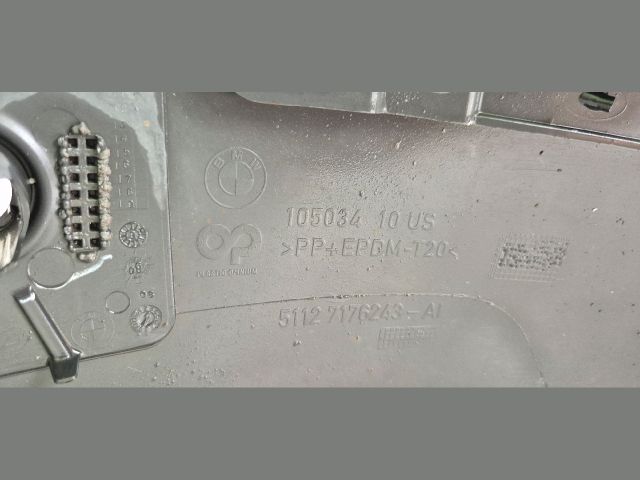 BMW
105034 10 US
>PP+EPDM-T20<
PLASTIC OMNIUM
5112 7176243-AI